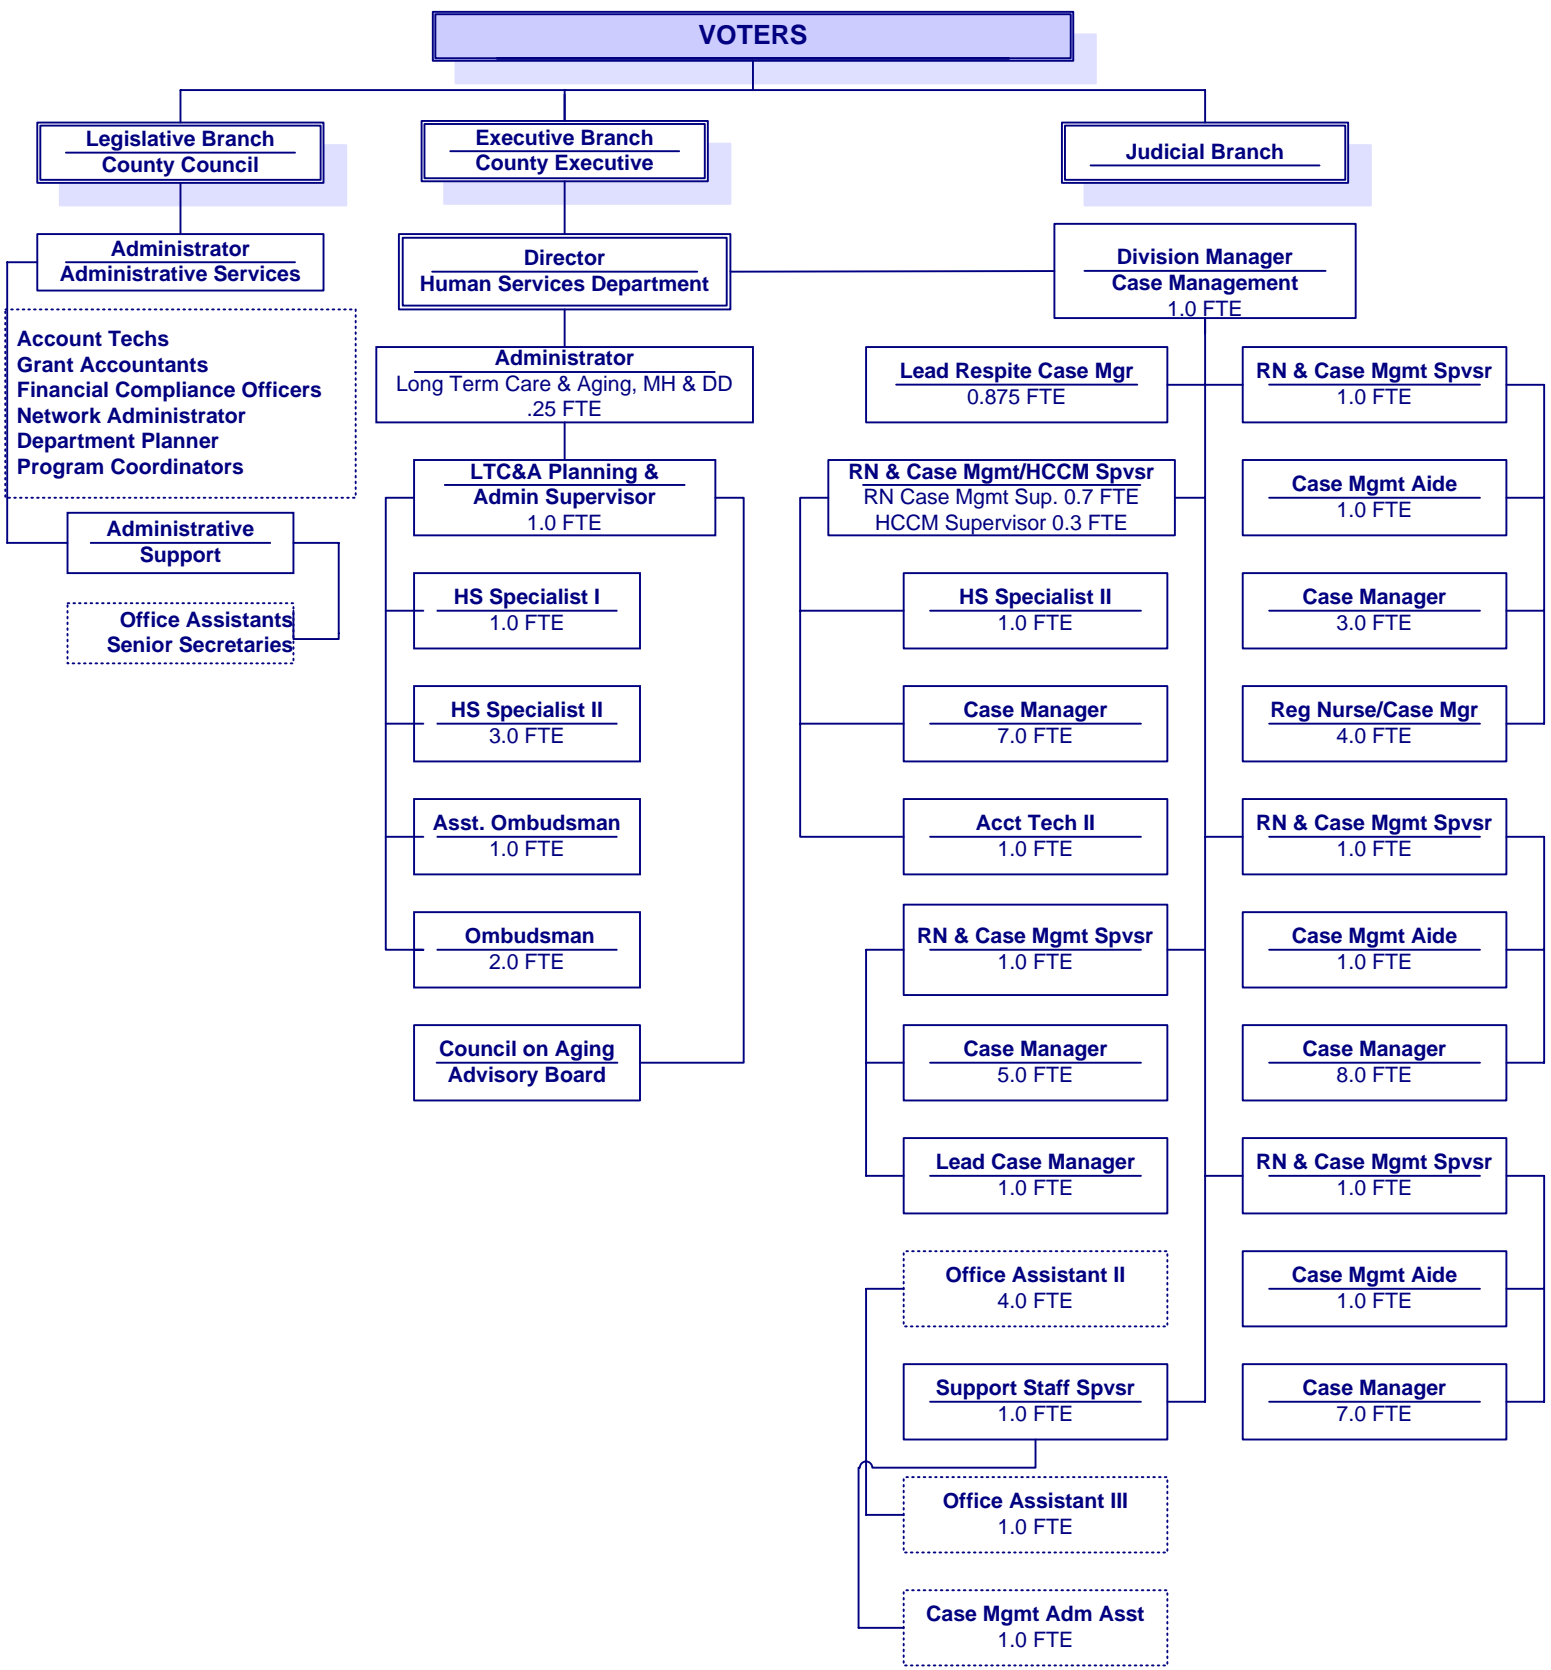 VOTERS
Legislative Branch
County Council
Executive Branch
County Executive
Judicial Branch
Administrator
Administrative Services
Director
Human Services Department
Division Manager
Case Management
1.0 FTE
Account Techs
Grant Accountants
Financial Compliance Officers
Network Administrator
Department Planner
Program Coordinators
Administrative
Support
Office Assistants
Senior Secretaries
Administrator
Long Term Care & Aging, MH & DD
.25 FTE
LTC&A Planning &
Admin Supervisor
1.0 FTE
HS Specialist I
1.0 FTE
HS Specialist II
3.0 FTE
Asst. Ombudsman
1.0 FTE
Ombudsman
2.0 FTE
Council on Aging
Advisory Board
Lead Respite Case Mgr
0.875 FTE
RN & Case Mgmt/HCCM Spvsr
RN Case Mgmt Sup. 0.7 FTE
HCCM Supervisor 0.3 FTE
HS Specialist II
1.0 FTE
Case Manager
7.0 FTE
Acct Tech II
1.0 FTE
RN & Case Mgmt Spvsr
1.0 FTE
Case Manager
5.0 FTE
Lead Case Manager
1.0 FTE
Office Assistant II
4.0 FTE
Support Staff Spvsr
1.0 FTE
Office Assistant III
1.0 FTE
Case Mgmt Adm Asst
1.0 FTE
RN & Case Mgmt Spvsr
1.0 FTE
Case Mgmt Aide
1.0 FTE
Case Manager
3.0 FTE
Reg Nurse/Case Mgr
4.0 FTE
RN & Case Mgmt Spvsr
1.0 FTE
Case Mgmt Aide
1.0 FTE
Case Manager
8.0 FTE
RN & Case Mgmt Spvsr
1.0 FTE
Case Mgmt Aide
1.0 FTE
Case Manager
7.0 FTE